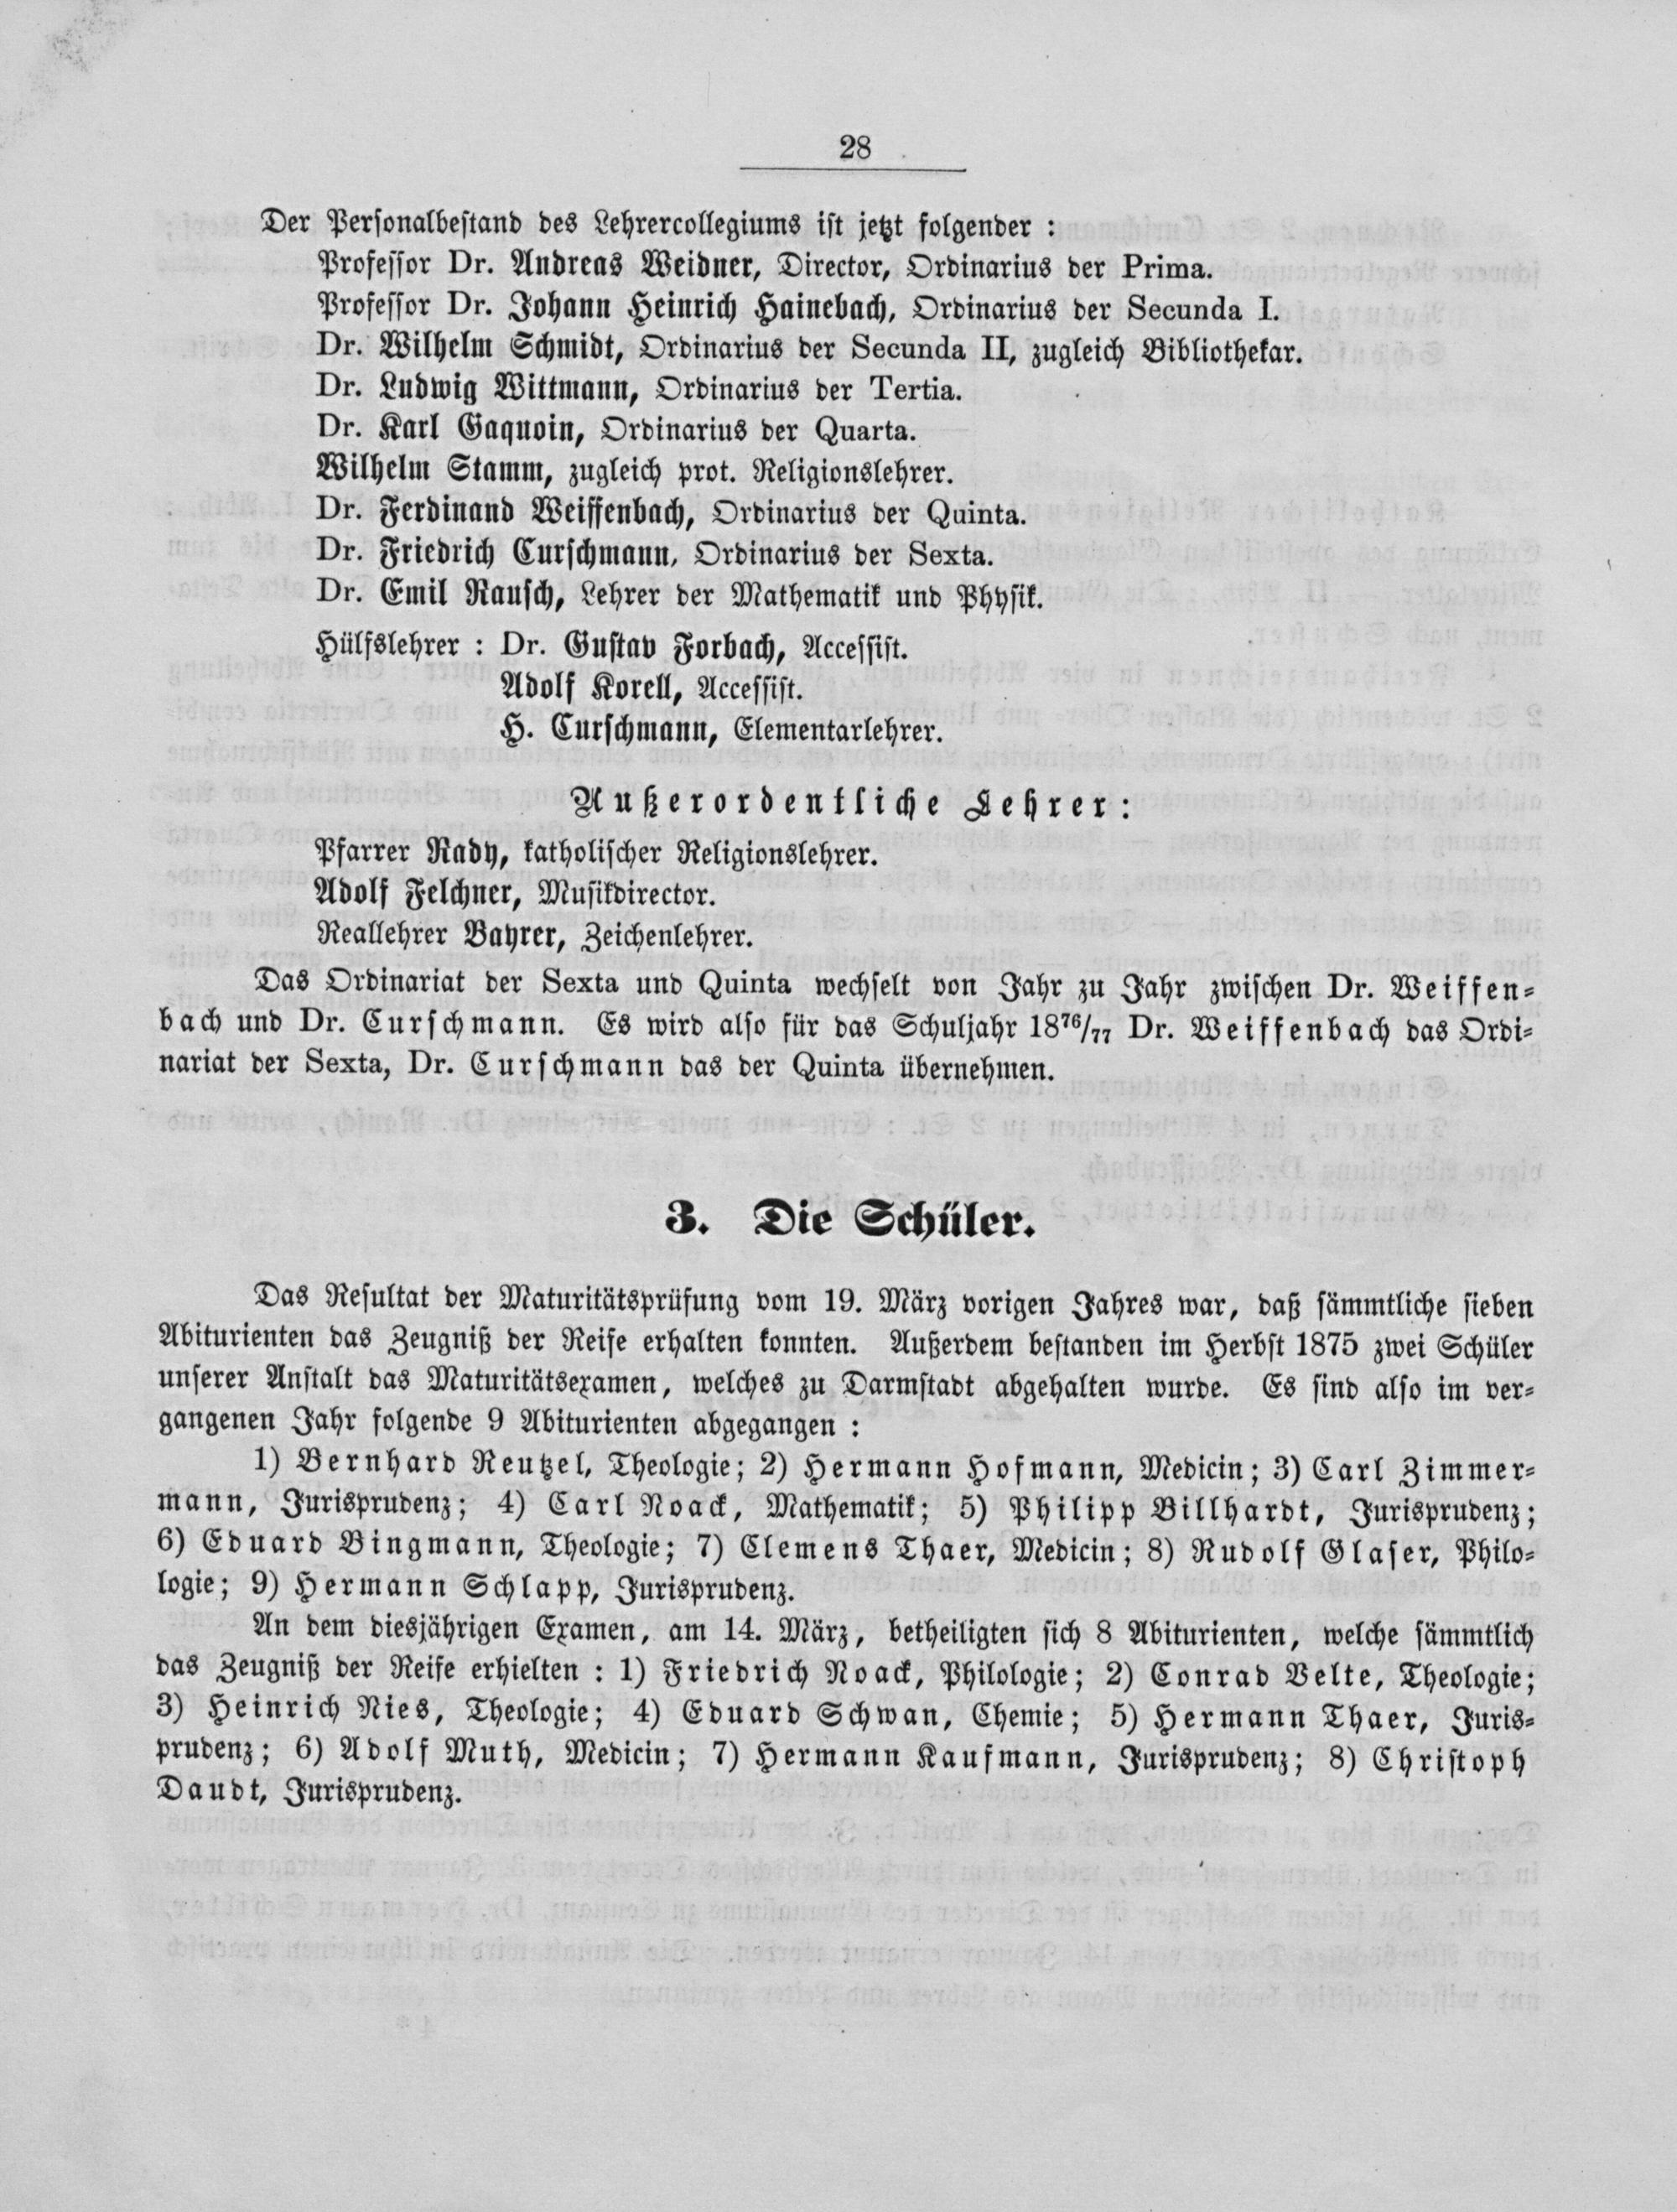 28
Der Personalbestand des Lehrercollegiums ist jetzt folgender :
Professor Dr. Andreas Weidner, Director, Ordinarius der Prima.
Professor Dr. Johann Heinrich Hainebach, Ordinarius der Secunda I.
Dr. Wilhelm Schmidt, Ordinarius der Secunda II, zugleich Bibliothekar.
Dr. Ludwig Wittmann, Ordinarius der Tertia.
Dr. Karl Gaquoin, Ordinarius der Quarta.
Wilhelm Stamm, zugleich prot. Religionslehrer.
Dr. Ferdinand Weiffenbach, Ordinarius der Quinta.
Dr. Friedrich Curschmann, Ordinarius der Sexta.
Dr. Emil Rausch, Lehrer der Mathematik und Physik.
Hülfslehrer : Dr. Gustav Forbach, Accessist.
Adolf Korell, Accessist.
H. Curschmann, Elementarlehrer.
Außerordentliche Lehrer:
Pfarrer Rady, katholischer Religionslehrer.
Adolf Felchner, Musikdirector.
Reallehrer Bayrer, Zeichenlehrer.
Das Ordinariat der Sexta und Quinta wechselt von Jahr zu Jahr zwischen Dr. Weiffen-
bach und Dr. Curschmann. Es wird also für das Schuljahr 1876/77 Dr. Weiffenbach das Ordi-
nariat der Sexta, Dr. Curschmann das der Quinta übernehmen.
3. Die Schüler.
Das Resultat der Maturitätsprüfung vom 19. März vorigen Jahres war, daß sämmtliche sieben
Abiturienten das Zeugniß der Reife erhalten konnten. Außerdem bestanden im Herbst 1875 zwei Schüler
unserer Anstalt das Maturitätsexamen, welches zu Darmstadt abgehalten wurde. Es sind also im ver-
gangenen Jahr folgende 9 Abiturienten abgegangen :
1) Bernhard Reutzel, Theologie; 2) Hermann Hofmann, Medicin; 3) Carl Zimmer-
mann, Jurisprudenz; 4) Carl Noack, Mathematik; 5) Philipp Billhardt, Jurisprudenz;
6) Eduard Bingmann, Theologie; 7) Clemens Thaer, Medicin; 8) Rudolf Glaser, Philo-
logie; 9) Hermann Schlapp, Jurisprudenz.
An dem diesjährigen Examen, am 14. März, betheiligten sich 8 Abiturienten, welche sämmtlich
das Zeugniß der Reife erhielten : 1) Friedrich Noack, Philologie; 2) Conrad Velte, Theologie;
3) Heinrich Nies, Theologie; 4) Eduard Schwan, Chemie; 5) Hermann Thaer, Juris-
prudenz; 6) Adolf Muth, Medicin; 7) Hermann Kaufmann, Jurisprudenz; 8) Christoph
Daudt, Jurisprudenz.